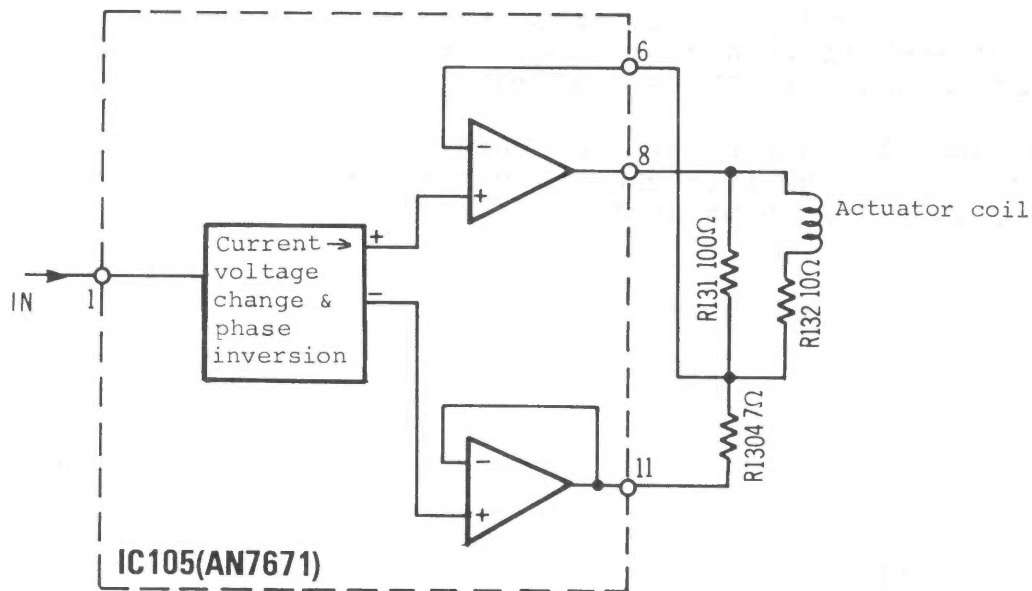 6
8
Actuator coil
R131 100Ω
R132 10Ω
Current →
voltage
change &
phase
inversion
+
−
−
+
IN
1
R1304 7Ω
11
−
+
IC105(AN7671)